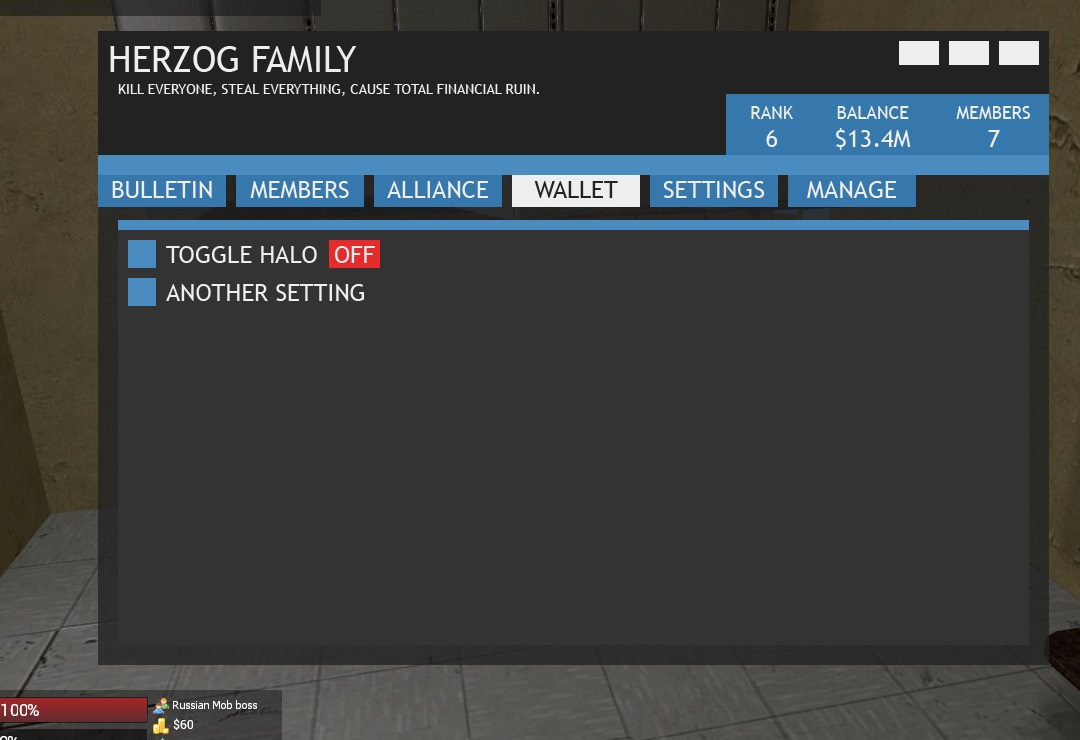 HERZOG FAMILY
KILL EVERYONE, STEAL EVERYTHING, CAUSE TOTAL FINANCIAL RUIN.
RANK BALANCE MEMBERS
6 $13.4M 7
BULLETIN MEMBERS ALLIANCE WALLET SETTINGS MANAGE
TOGGLE HALO OFF
ANOTHER SETTING
100% Russian Mob boss
$60